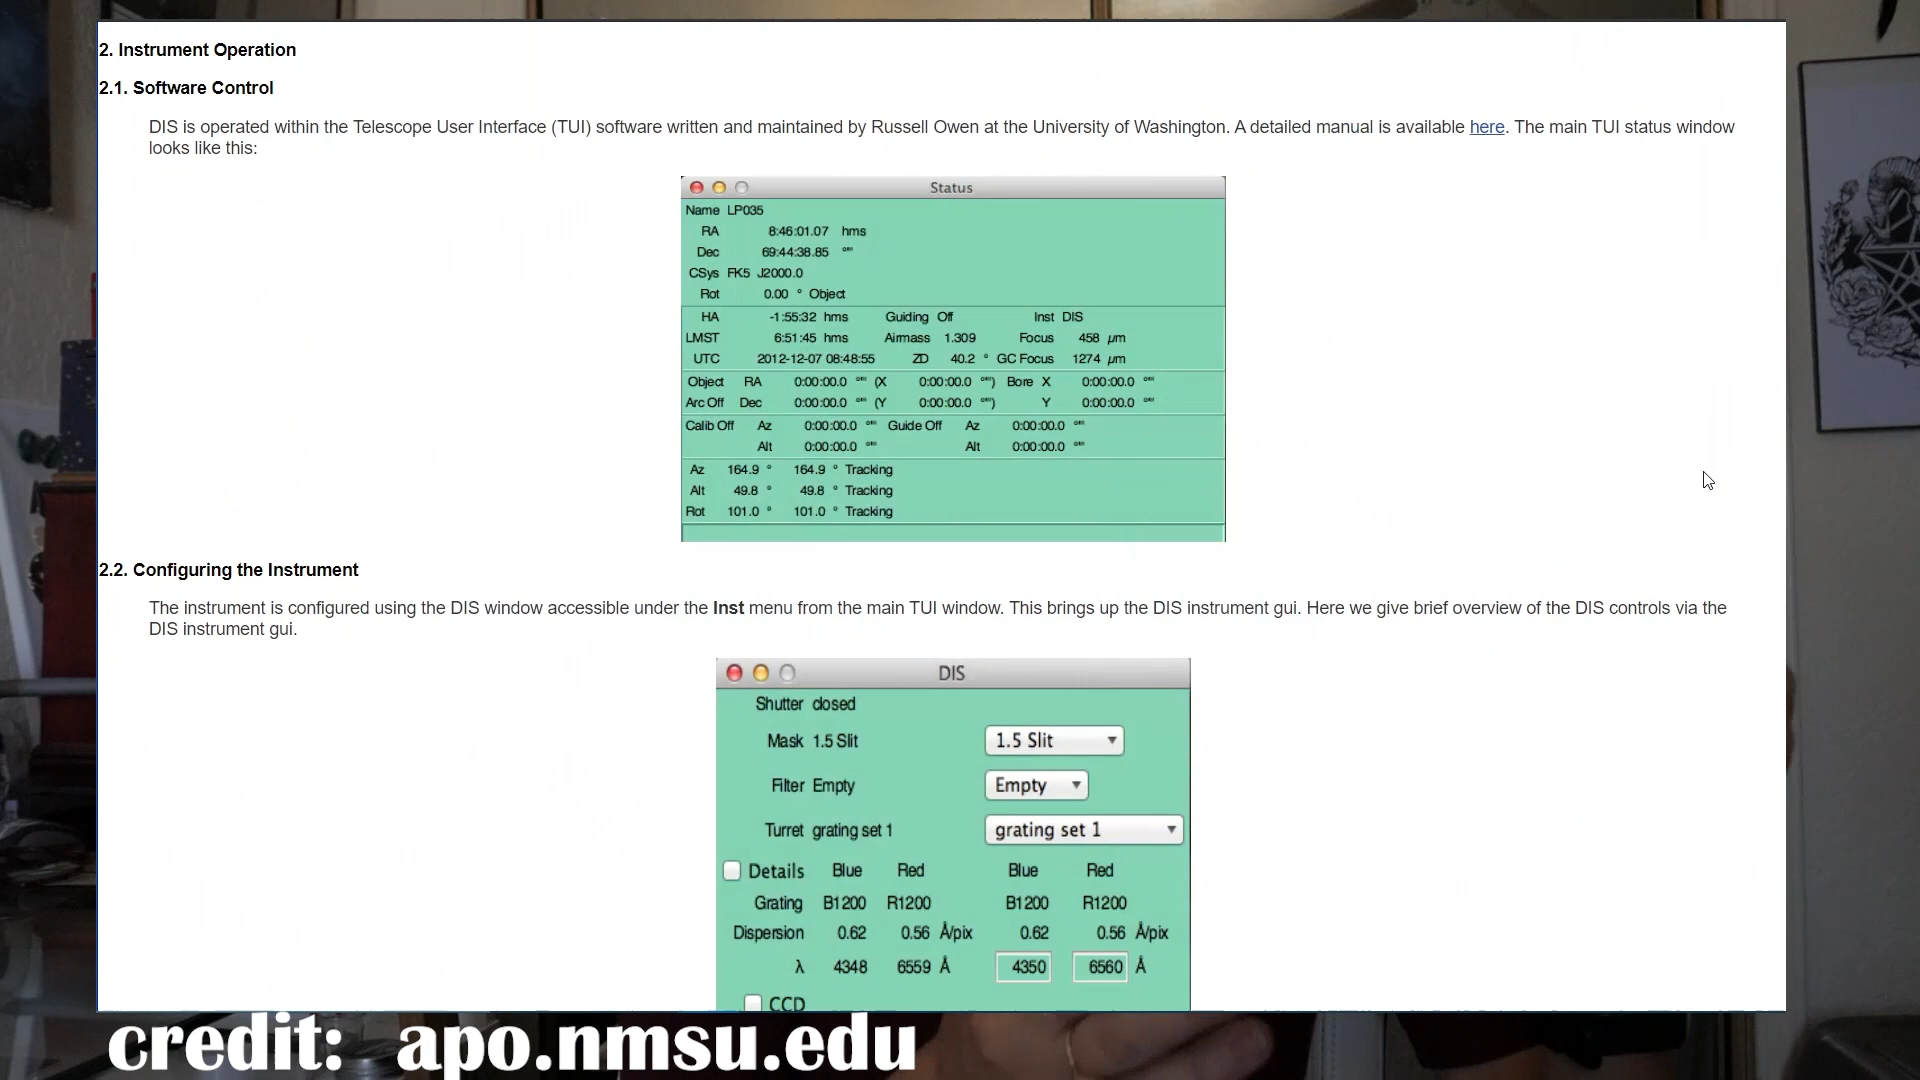 2. Instrument Operation
2.1. Software Control
DIS is operated within the Telescope User Interface (TUI) software written and maintained by Russell Owen at the University of Washington. A detailed manual is available here. The main TUI status window
looks like this:
Status
Name LP035
RA 8:46:01.07 hms
Dec 69:44:38.85 °'"
CSys FK5 J2000.0
Rot 0.00 ° Object
HA -1:55:32 hms Guiding Off Inst DIS
LMST 6:51:45 hms Airmass 1.309 Focus 458 µm
UTC 2012-12-07 08:48:55 ZD 40.2 ° GC Focus 1274 µm
Object RA 0:00:00.0 °'" (X 0:00:00.0 °'") Bore X 0:00:00.0 °'"
Arc Off Dec 0:00:00.0 °'" (Y 0:00:00.0 °'") Y 0:00:00.0 °'"
Calib Off Az 0:00:00.0 °'" Guide Off Az 0:00:00.0 °'"
Alt 0:00:00.0 °'" Alt 0:00:00.0 °'"
Az 164.9 ° 164.9 ° Tracking
Alt 49.8 ° 49.8 ° Tracking
Rot 101.0 ° 101.0 ° Tracking
2.2. Configuring the Instrument
The instrument is configured using the DIS window accessible under the Inst menu from the main TUI window. This brings up the DIS instrument gui. Here we give brief overview of the DIS controls via the
DIS instrument gui.
DIS
Shutter closed
Mask 1.5 Slit 1.5 Slit
Filter Empty Empty
Turret grating set 1 grating set 1
Details Blue Red Blue Red
Grating B1200 R1200 B1200 R1200
Dispersion 0.62 0.56 Å/pix 0.62 0.56 Å/pix
λ 4348 6559 Å 4350 6560 Å
CCD
credit: apo.nmsu.edu